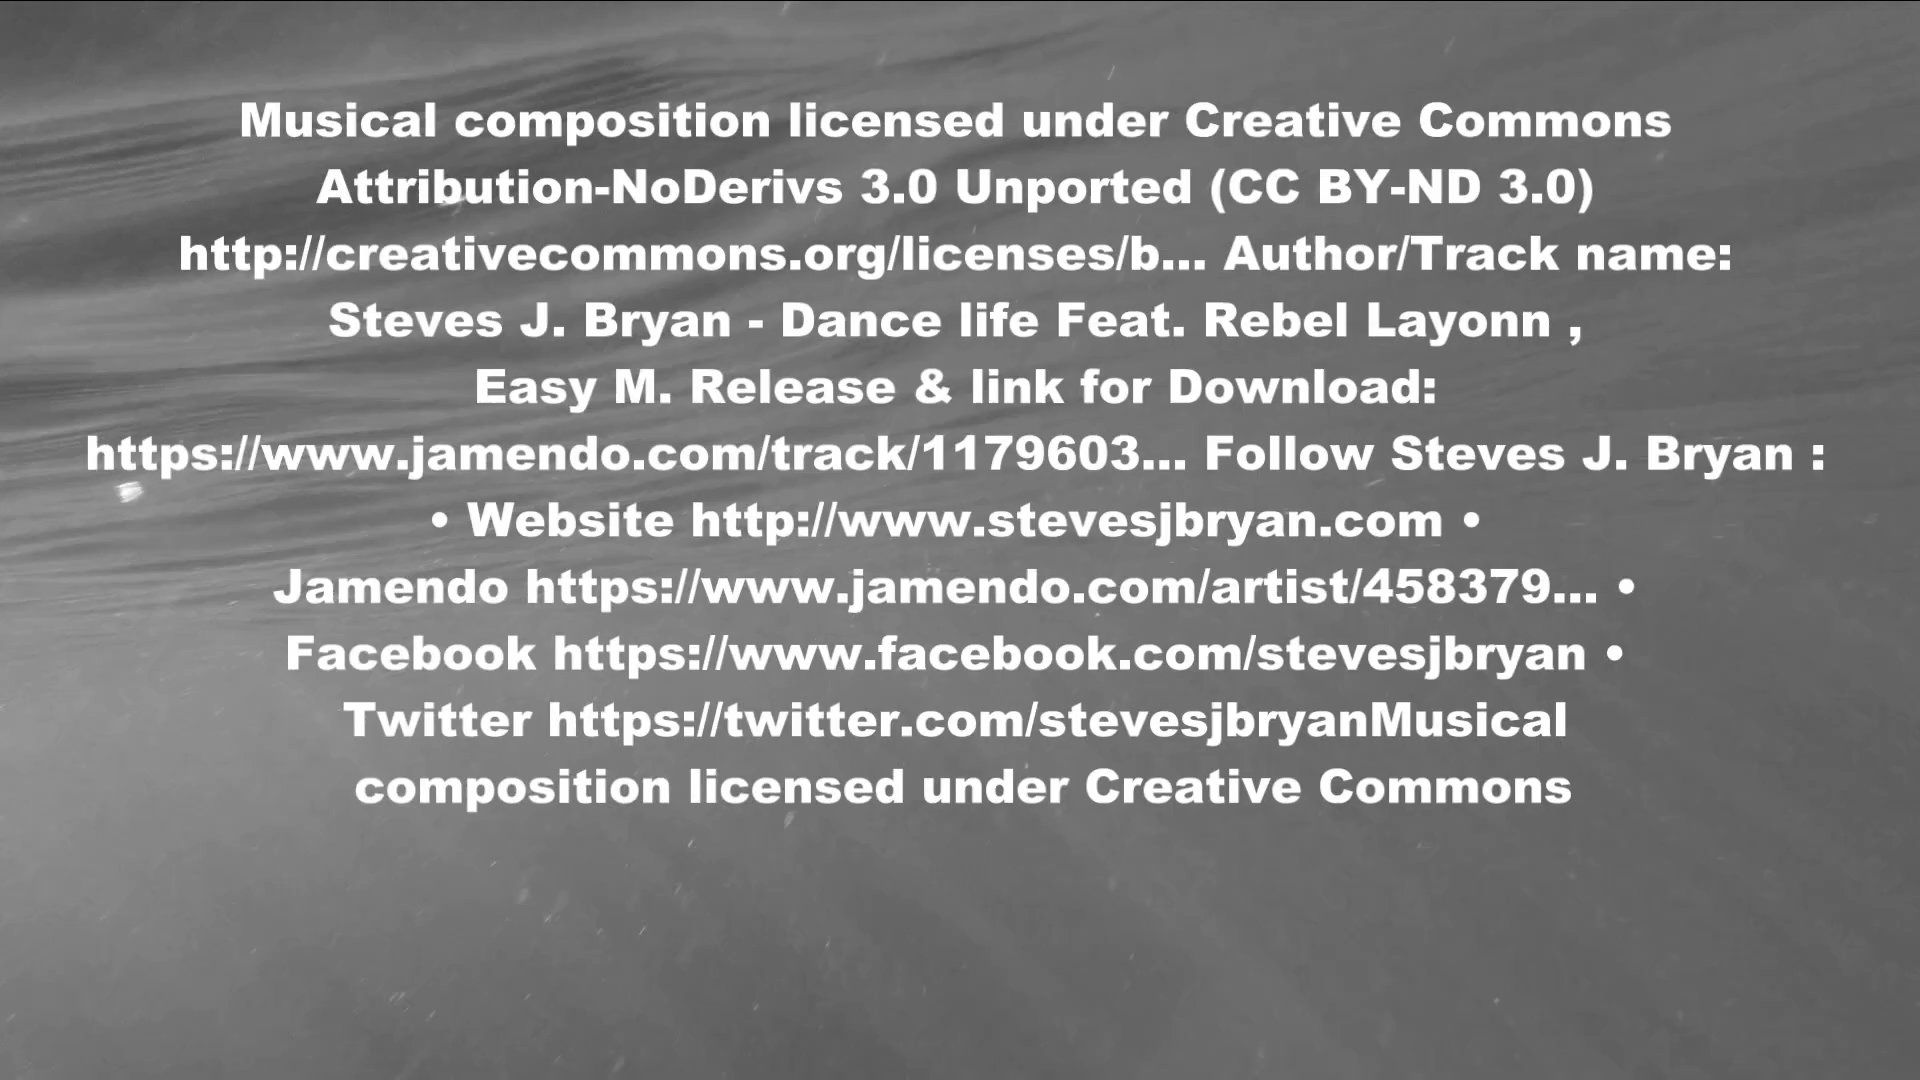 Musical composition licensed under Creative Commons
Attribution-NoDerivs 3.0 Unported (CC BY-ND 3.0)
http://creativecommons.org/licenses/b... Author/Track name:
Steves J. Bryan - Dance life Feat. Rebel Layonn ,
Easy M. Release & link for Download:
https://www.jamendo.com/track/1179603... Follow Steves J. Bryan :
• Website http://www.stevesjbryan.com •
Jamendo https://www.jamendo.com/artist/458379... •
Facebook https://www.facebook.com/stevesjbryan •
Twitter https://twitter.com/stevesjbryanMusical
composition licensed under Creative Commons